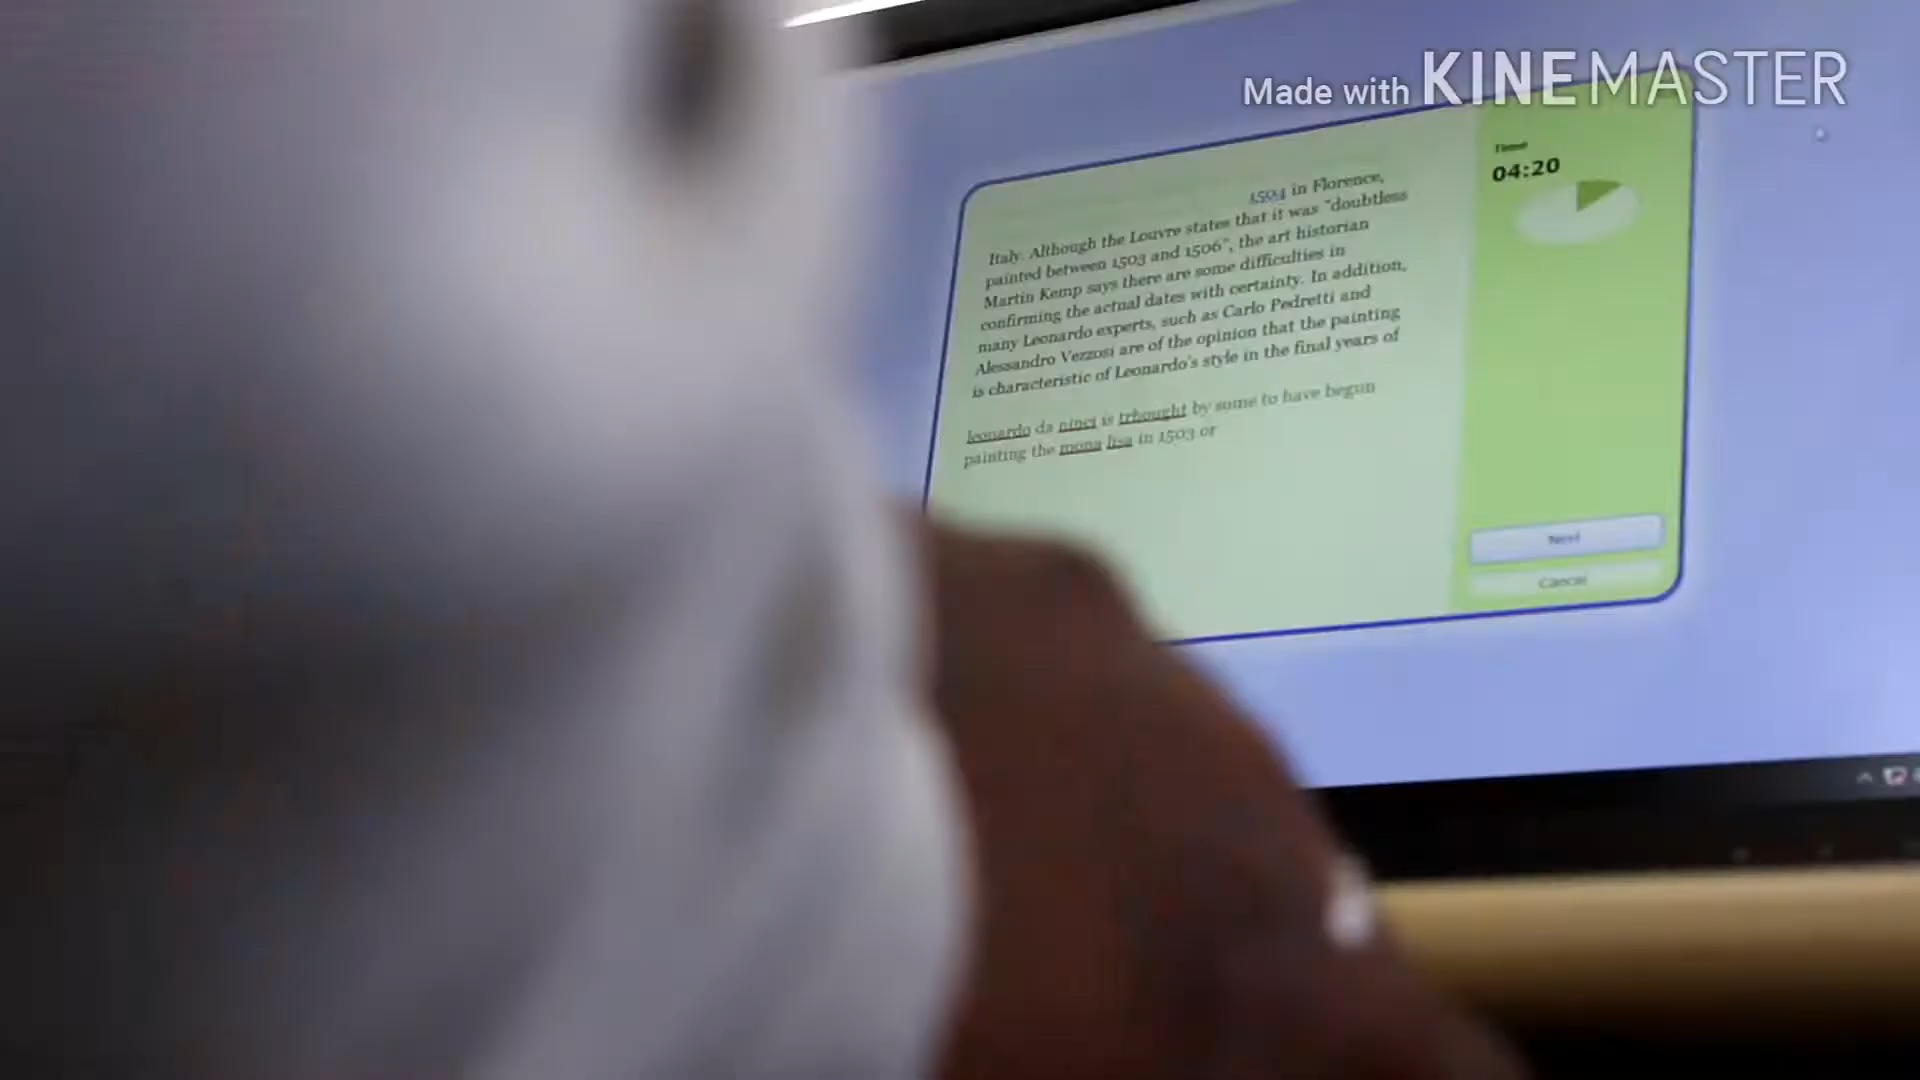 Made with KINEMASTER
Time
04:20
1504 in Florence,
Italy. Although the Louvre states that it was "doubtless
painted between 1503 and 1506", the art historian
Martin Kemp says there are some difficulties in
confirming the actual dates with certainty. In addition,
many Leonardo experts, such as Carlo Pedretti and
Alessandro Vezzosi are of the opinion that the painting
is characteristic of Leonardo's style in the final years of
leonardo da ninci is trhought by some to have begun
painting the mona lisa in 1503 or
Next
Cancel